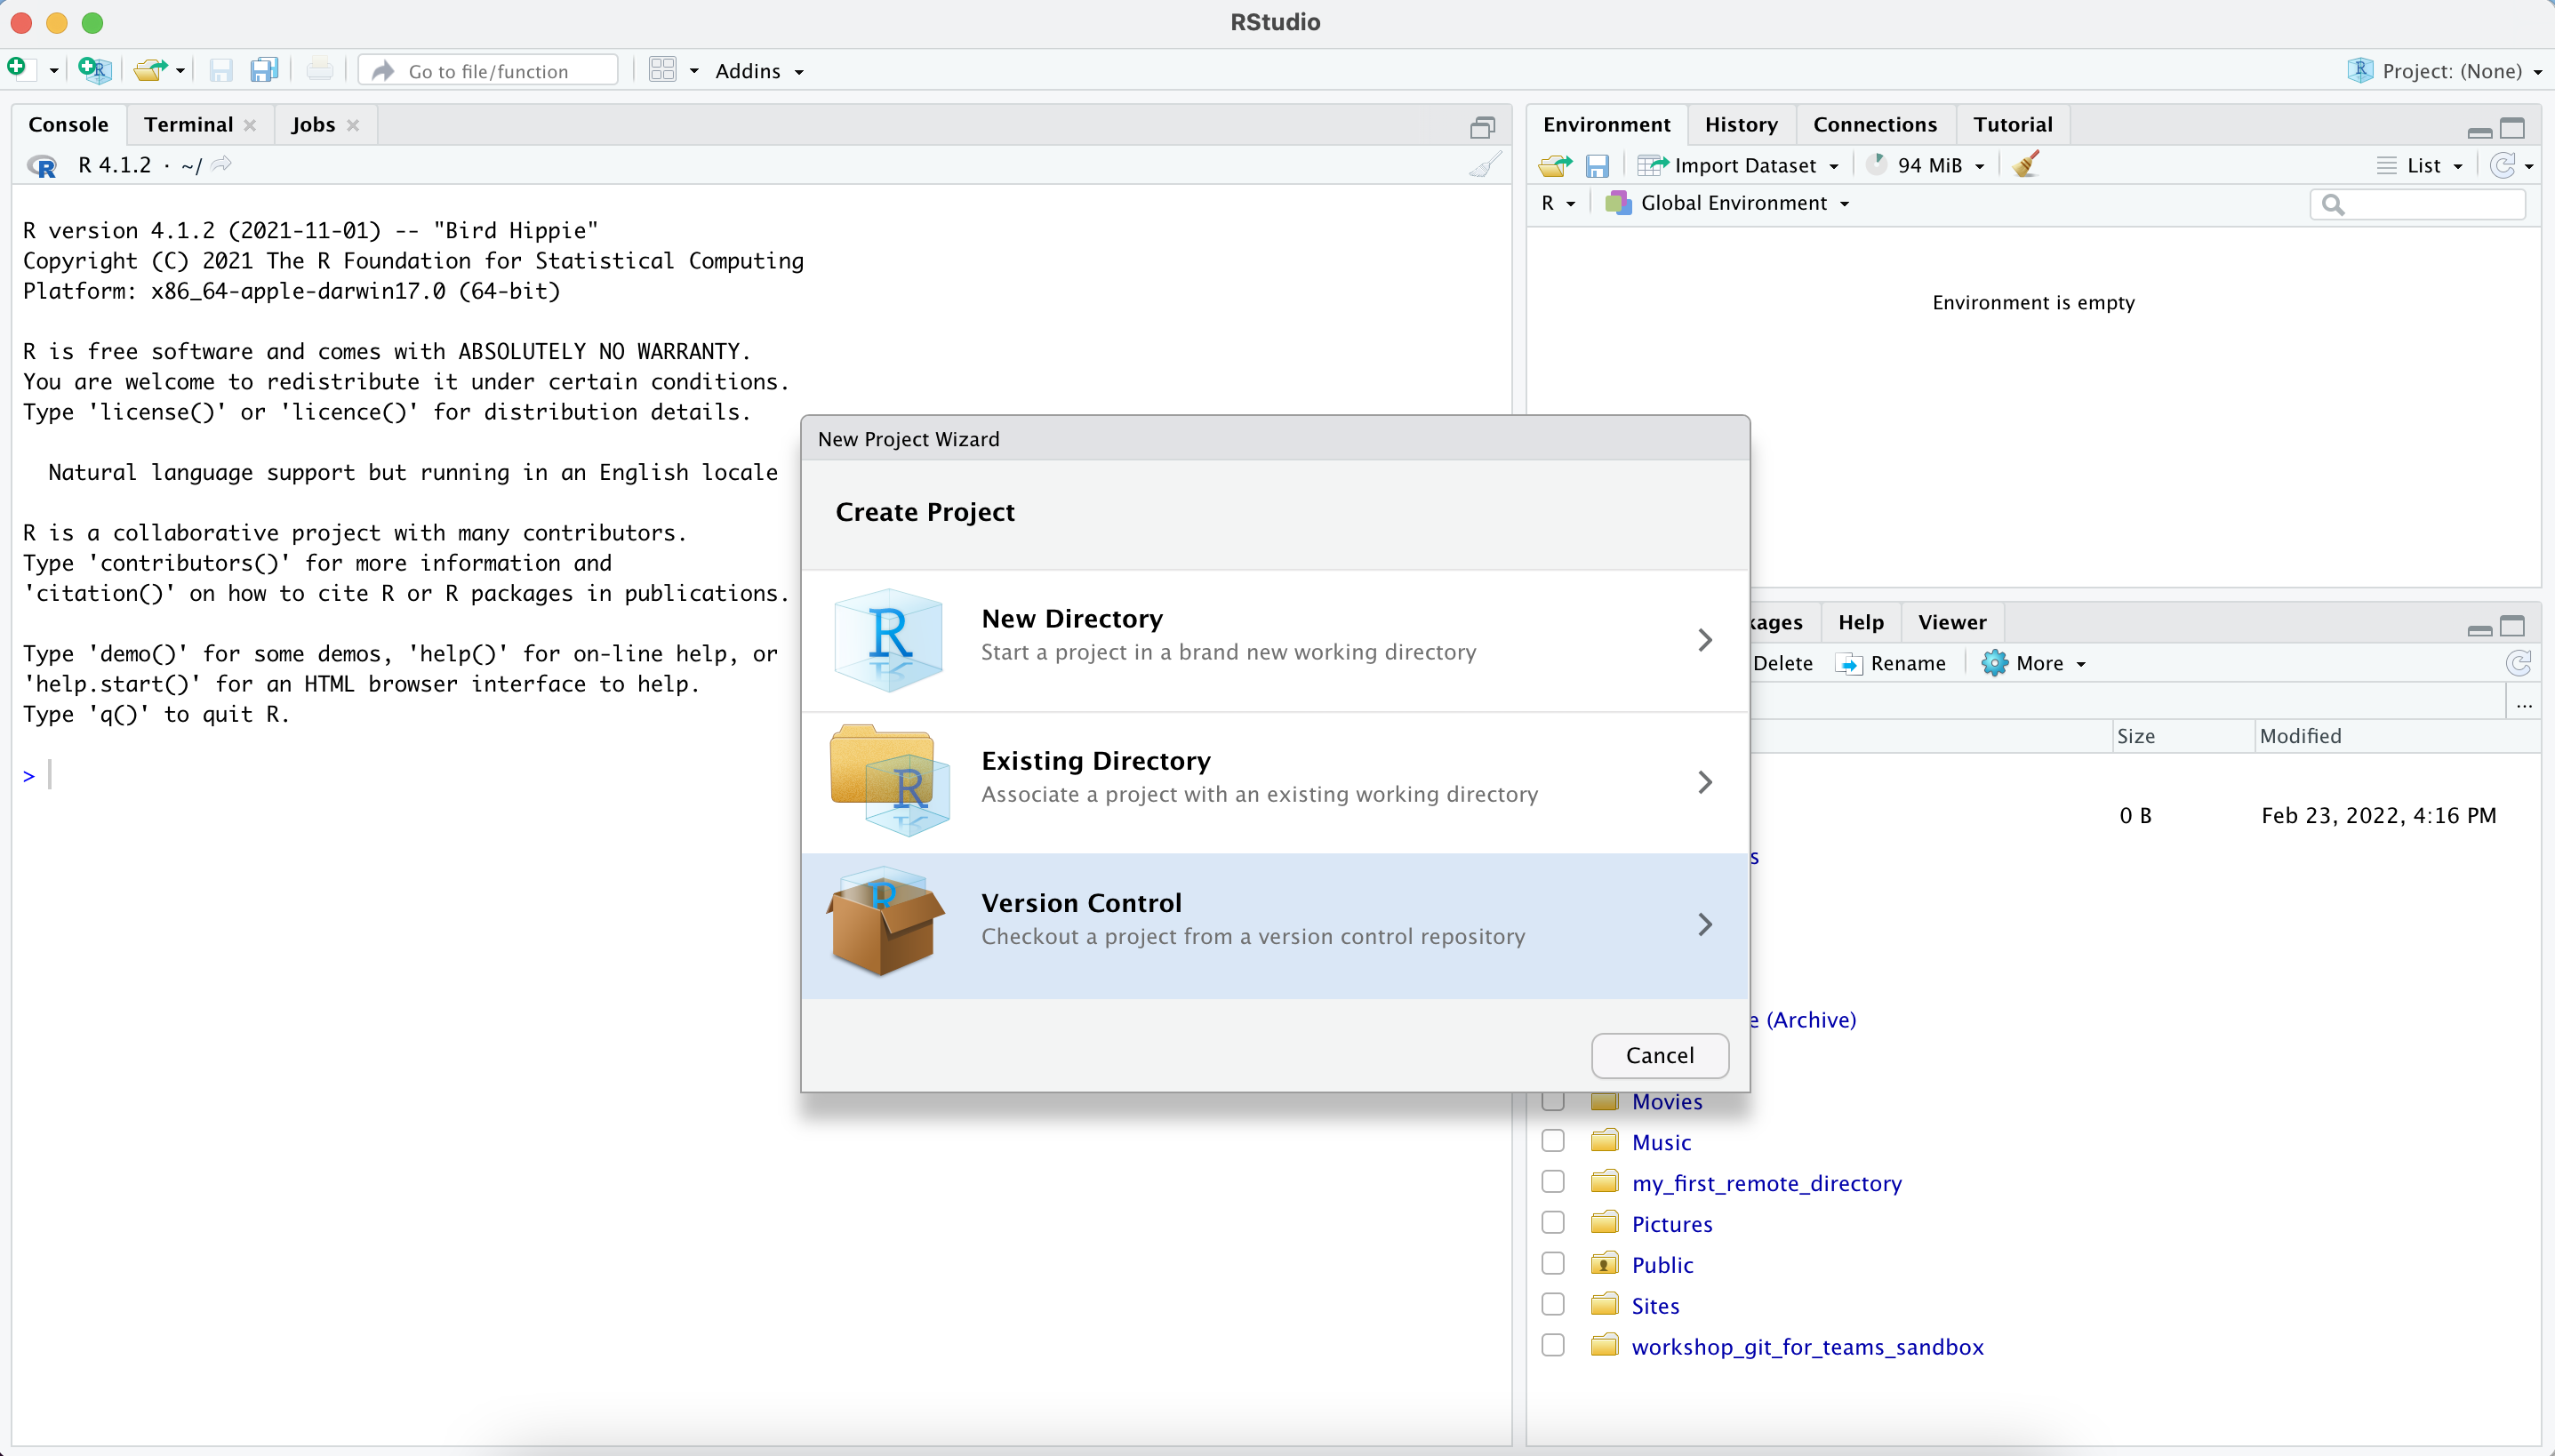 RStudio
Go to file/function
Addins
Project: (None)
Console
Terminal
Jobs
R 4.1.2 · ~/
R version 4.1.2 (2021-11-01) -- "Bird Hippie"
Copyright (C) 2021 The R Foundation for Statistical Computing
Platform: x86_64-apple-darwin17.0 (64-bit)
R is free software and comes with ABSOLUTELY NO WARRANTY.
You are welcome to redistribute it under certain conditions.
Type 'license()' or 'licence()' for distribution details.
Natural language support but running in an English locale
R is a collaborative project with many contributors.
Type 'contributors()' for more information and
'citation()' on how to cite R or R packages in publications.
Type 'demo()' for some demos, 'help()' for on-line help, or
'help.start()' for an HTML browser interface to help.
Type 'q()' to quit R.
>
Environment
History
Connections
Tutorial
Import Dataset
94 MiB
List
R
Global Environment
Environment is empty
New Project Wizard
Create Project
New Directory
Start a project in a brand new working directory
Existing Directory
Associate a project with an existing working directory
Version Control
Checkout a project from a version control repository
Cancel
kages
Help
Viewer
Delete
Rename
More
...
Size
Modified
0 B
Feb 23, 2022, 4:16 PM
s
e (Archive)
Movies
Music
my_first_remote_directory
Pictures
Public
Sites
workshop_git_for_teams_sandbox